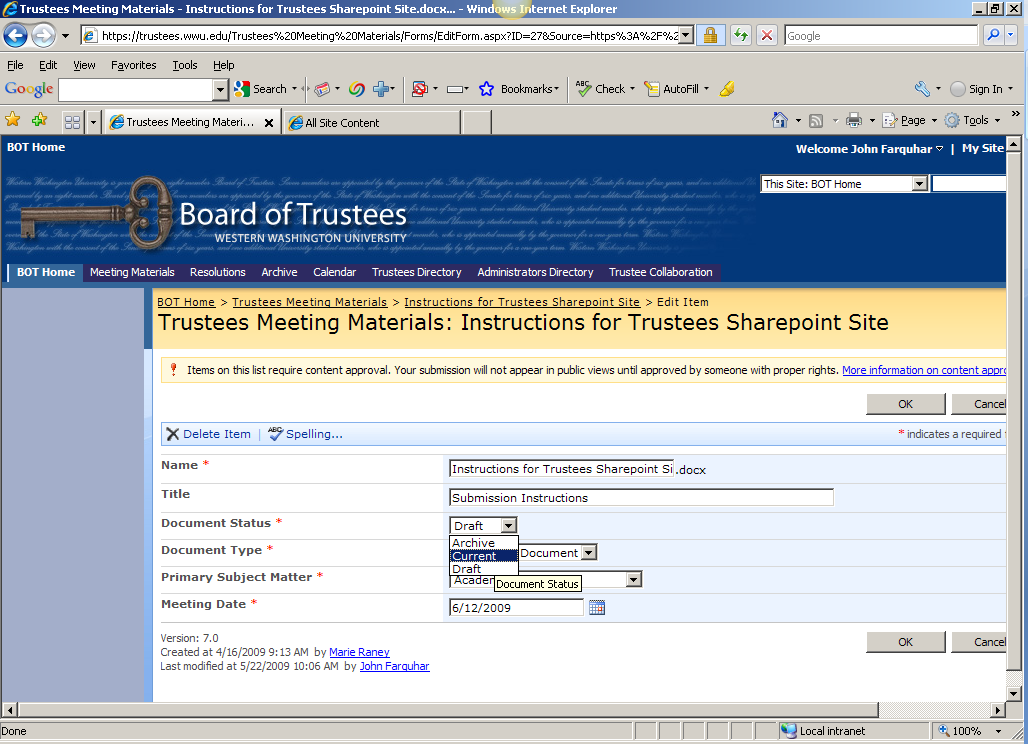 Trustees Meeting Materials - Instructions for Trustees Sharepoint Site.docx... - Windows Internet Explorer
https://trustees.wwu.edu/Trustees%20Meeting%20Materials/Forms/EditForm.aspx?ID=27&Source=https%3A%2F%2
Google
File Edit View Favorites Tools Help
Google Search Bookmarks Check AutoFill Sign In
Trustees Meeting Materi... All Site Content Page Tools
BOT Home Welcome John Farquhar | My Site
This Site: BOT Home
Board of Trustees
WESTERN WASHINGTON UNIVERSITY
BOT Home Meeting Materials Resolutions Archive Calendar Trustees Directory Administrators Directory Trustee Collaboration
BOT Home > Trustees Meeting Materials > Instructions for Trustees Sharepoint Site > Edit Item
Trustees Meeting Materials: Instructions for Trustees Sharepoint Site
Items on this list require content approval. Your submission will not appear in public views until approved by someone with proper rights. More information on content appro
OK Cancel
Delete Item | ABC Spelling... * indicates a required
Name * Instructions for Trustees Sharepoint Si .docx
Title Submission Instructions
Document Status * Draft
Archive
Document Type * Current Document
Draft
Primary Subject Matter * Academ
Document Status
Meeting Date * 6/12/2009
Version: 7.0 OK Cancel
Created at 4/16/2009 9:13 AM by Marie Raney
Last modified at 5/22/2009 10:06 AM by John Farquhar
Done Local intranet 100%